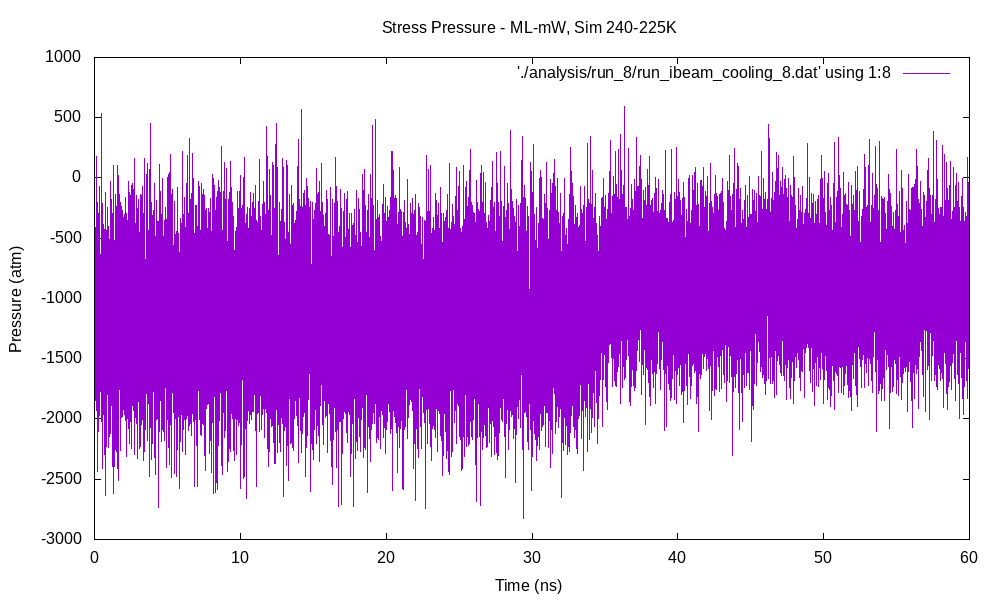 Stress Pressure - ML-mW, Sim 240-225K
'./analysis/run_8/run_ibeam_cooling_8.dat' using 1:8
1000
500
0
-500
-1000
-1500
-2000
-2500
-3000
Pressure (atm)
0 10 20 30 40 50 60
Time (ns)